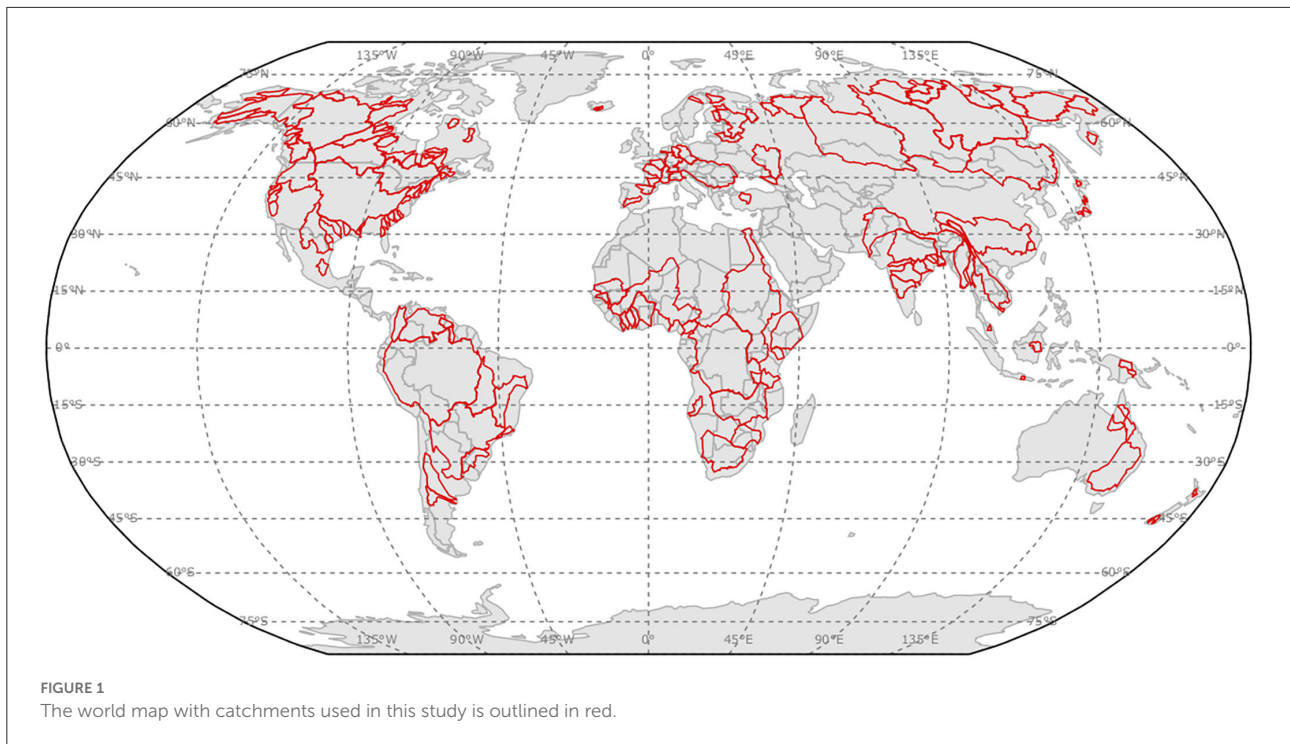 135°W 90°W 45°W 0° 45°E 90°E 135°E
75°N 75°N
60°N 60°N
45°N 45°N
30°N 30°N
15°N 15°N
0° 0°
15°S 15°S
30°S 30°S
45°S 45°S
60°S 60°S
75°S 75°S
135°W 90°W 45°W 0° 45°E 90°E 135°E
FIGURE 1
The world map with catchments used in this study is outlined in red.